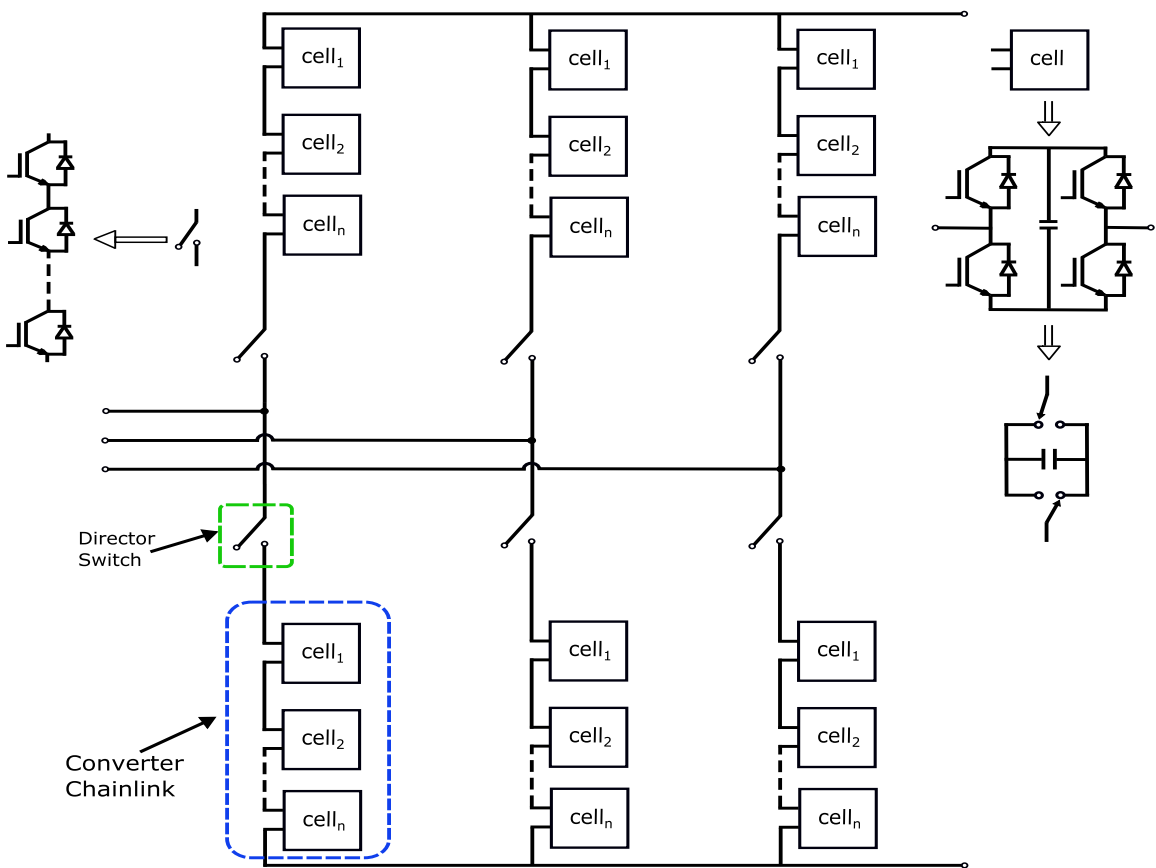 cell₁
cell₁
cell₁
cell
cell₂
cell₂
cell₂
cellₙ
cellₙ
cellₙ
Director
Switch
cell₁
cell₁
cell₁
cell₂
cell₂
cell₂
Converter
Chainlink
cellₙ
cellₙ
cellₙ